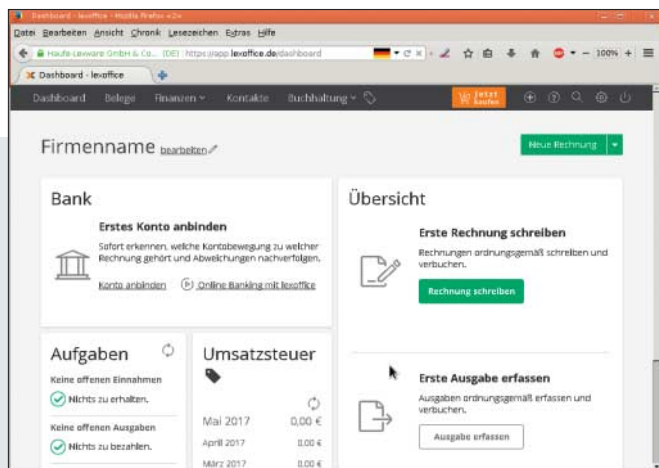 Dashboard - lexoffice - Mozilla Firefox <2>
Datei Bearbeiten Ansicht Chronik Lesezeichen Extras Hilfe
Haufe Lexware GmbH & Co... (DE) https://app.lexoffice.de/dashboard 100%
Dashboard - lexoffice
Dashboard Belege Finanzen Kontakte Buchhaltung Jetzt kaufen
Firmenname bearbeiten
Neue Rechnung
Bank
Erstes Konto anbinden
Sofort erkennen, welche Kontobewegung zu welcher
Rechnung gehört und Abweichungen nachverfolgen.
Konto anbinden Online Banking mit lexoffice
Übersicht
Erste Rechnung schreiben
Rechnungen ordnungsgemäß schreiben und
verbuchen.
Rechnung schreiben
Erste Ausgabe erfassen
Ausgaben ordnungsgemäß erfassen und
verbuchen.
Ausgabe erfassen
Aufgaben
Keine offenen Einnahmen
Nichts zu erhalten.
Keine offenen Ausgaben
Nichts zu bezahlen.
Umsatzsteuer
Mai 2017 0,00 €
April 2017 0,00 €
März 2017 0,00 €